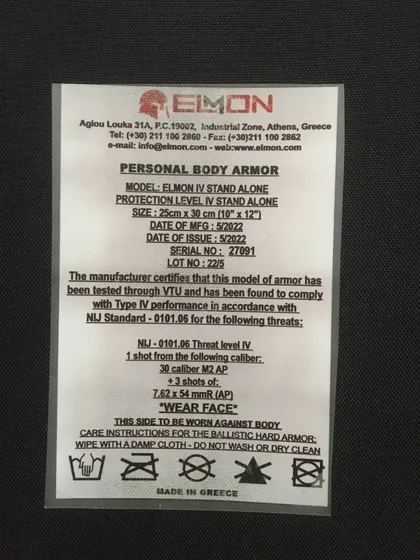 ELMON
Agiou Louka 31A, P.C.19002, Industrial Zone, Athens, Greece
Tel: (+30) 211 100 2860 - Fax: (+30)211 100 2862
e-mail: info@elmon.com - web:www.elmon.com
PERSONAL BODY ARMOR
MODEL: ELMON IV STAND ALONE
PROTECTION LEVEL IV STAND ALONE
SIZE : 25cm x 30 cm (10" x 12")
DATE OF MFG : 5/2022
DATE OF ISSUE : 5/2022
SERIAL NO : 27091
LOT NO : 22/5
The manufacturer certifies that this model of armor has
been tested through VTU and has been found to comply
with Type IV performance in accordance with
NIJ Standard - 0101.06 for the following threats:
NIJ - 0101.06 Threat level IV
1 shot from the following caliber:
30 caliber M2 AP
+ 3 shots of:
7.62 x 54 mmR (AP)
*WEAR FACE*
THIS SIDE TO BE WORN AGAINST BODY
CARE INSTRUCTIONS FOR THE BALLISTIC HARD ARMOR:
WIPE WITH A DAMP CLOTH - DO NOT WASH OR DRY CLEAN
MADE IN GREECE